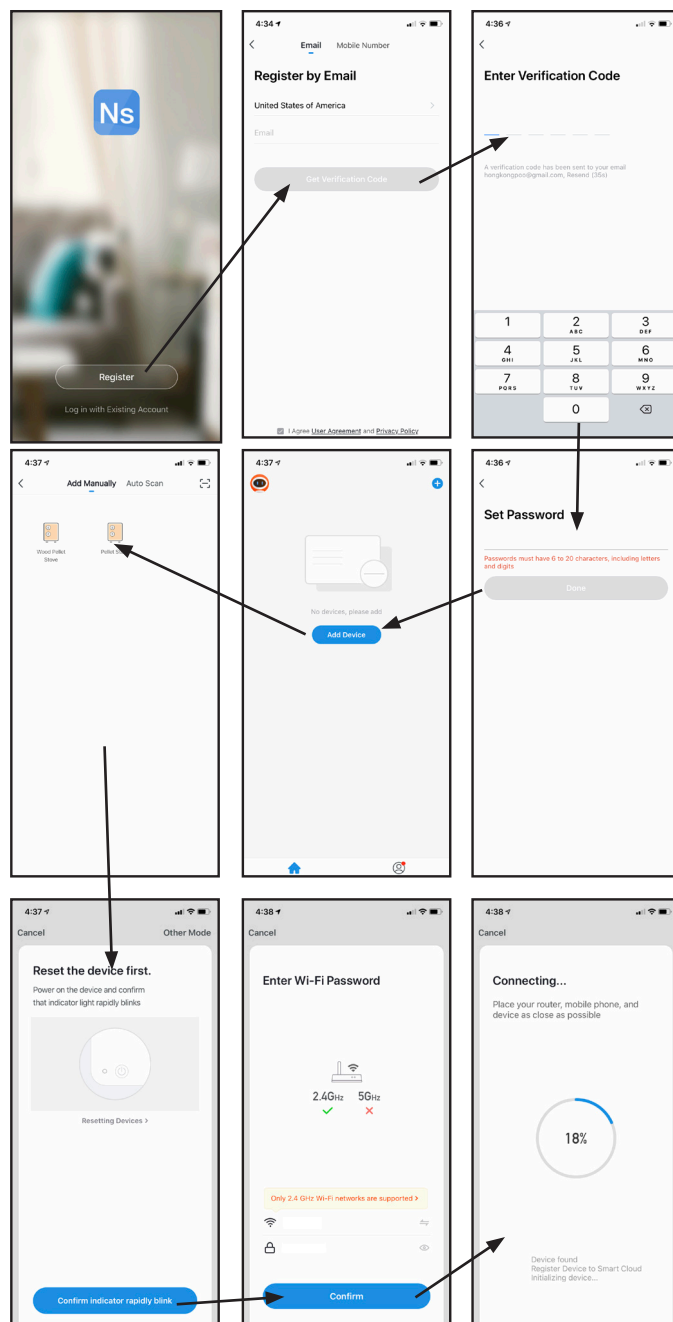 Ns
Register
Log in with Existing Account
4:34
Email Mobile Number
Register by Email
United States of America
Email
Get Verification Code
I Agree User Agreement and Privacy Policy
4:36
Enter Verification Code
A verification code has been sent to your email
hongkongpoo@gmail.com, Resend (36s)
1 2 3
ABC DEF
4 5 6
GHI JKL MNO
7 8 9
PQRS TUV WXYZ
0
4:37
Add Manually Auto Scan
Wood Pellet
Stove
Pellet
4:37
No devices, please add
Add Device
4:36
Set Password
Passwords must have 6 to 20 characters, including letters
and digits
Done
4:37
Cancel Other Mode
Reset the device first.
Power on the device and confirm
that indicator light rapidly blinks
Resetting Devices >
Confirm indicator rapidly blink
4:38
Cancel
Enter Wi-Fi Password
2.4GHz 5GHz
Only 2.4 GHz Wi-Fi networks are supported >
Confirm
4:38
Cancel
Connecting...
Place your router, mobile phone, and
device as close as possible
18%
Device found
Register Device to Smart Cloud
Initializing device...